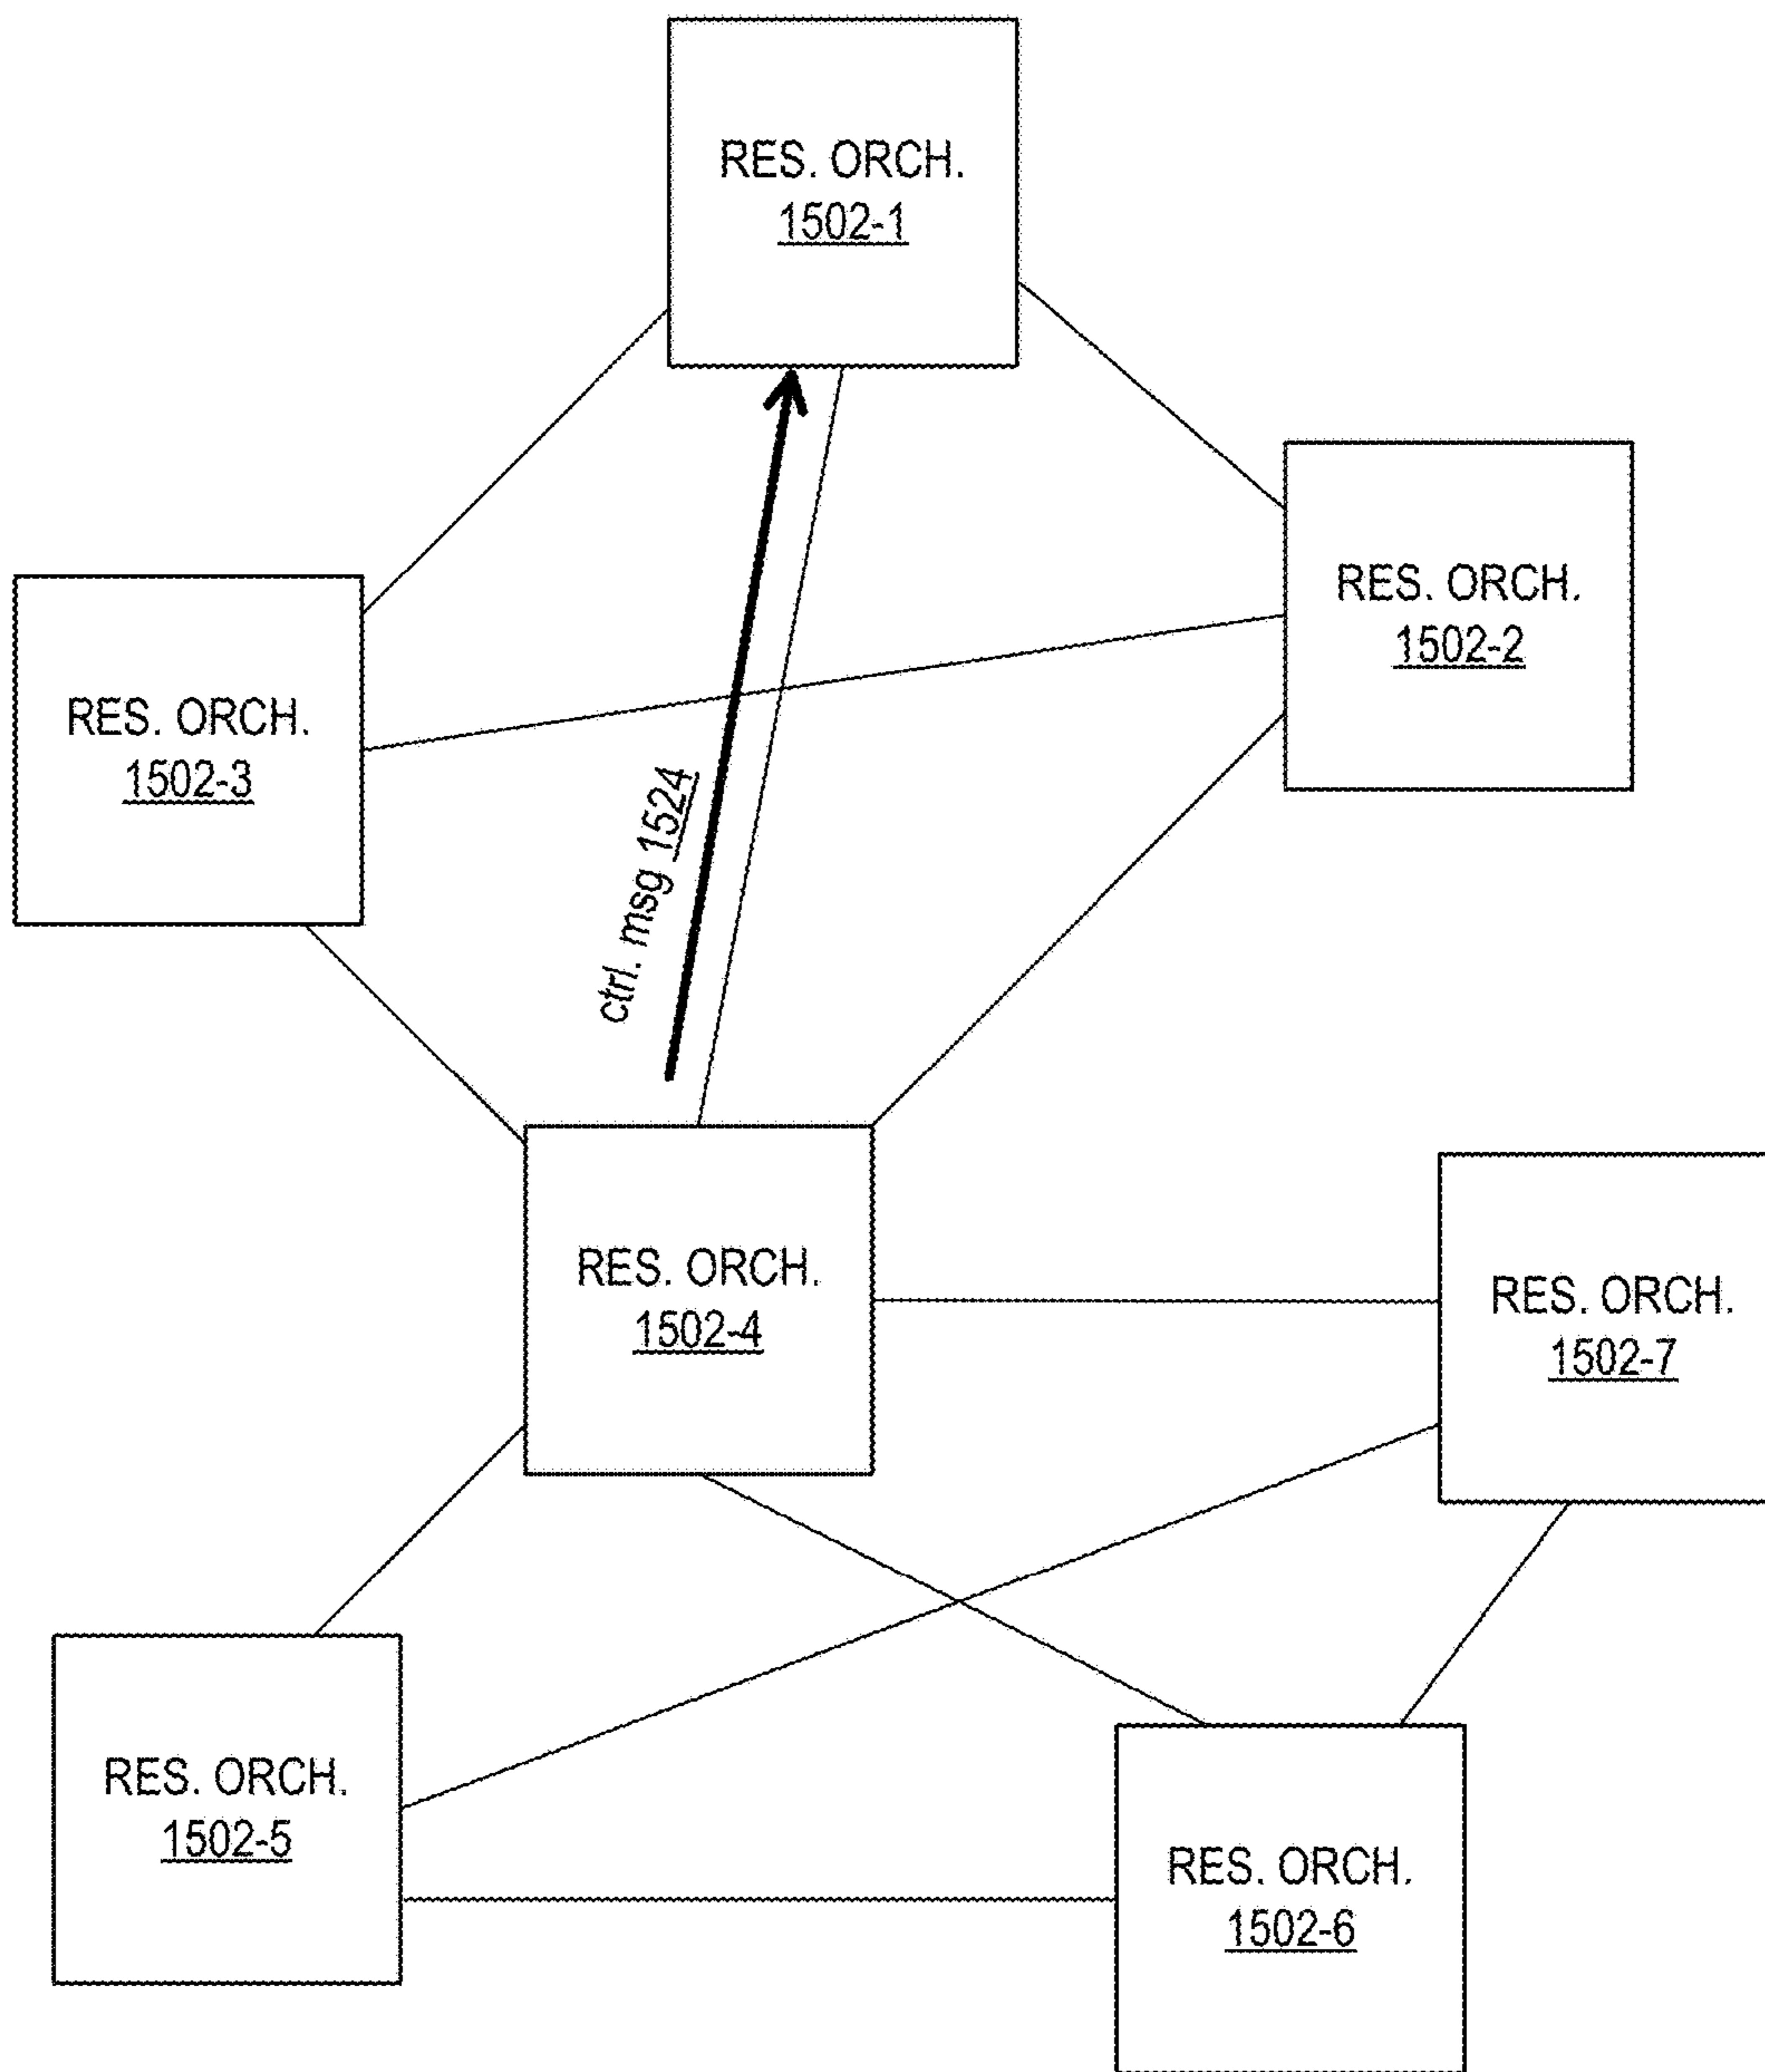 RES. ORCH.
1502-1
RES. ORCH.
1502-2
RES. ORCH.
1502-3
ctrl. msg 1524
RES. ORCH.
1502-4
RES. ORCH.
1502-7
RES. ORCH.
1502-5
RES. ORCH.
1502-6